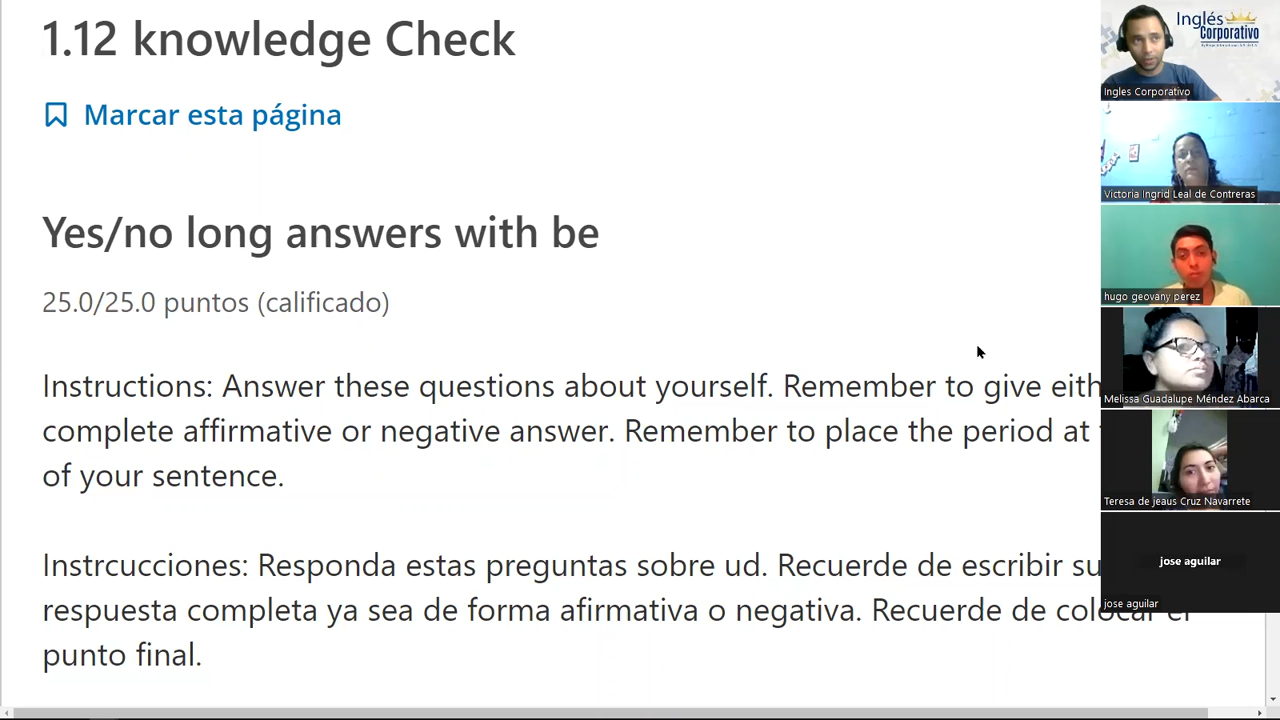 1.12 knowledge Check
Marcar esta página
Yes/no long answers with be
25.0/25.0 puntos (calificado)
Instructions: Answer these questions about yourself. Remember to give eith
complete affirmative or negative answer. Remember to place the period at
of your sentence.
Instrcucciones: Responda estas preguntas sobre ud. Recuerde de escribir su
respuesta completa ya sea de forma afirmativa o negativa. Recuerde de colocar el
punto final.
Inglés
Corporativo
Ingles Corporativo
Victoria Ingrid Leal de Contreras
hugo geovany perez
Melissa Guadalupe Méndez Abarca
Teresa de jeaus Cruz Navarrete
jose aguilar
jose aguilar